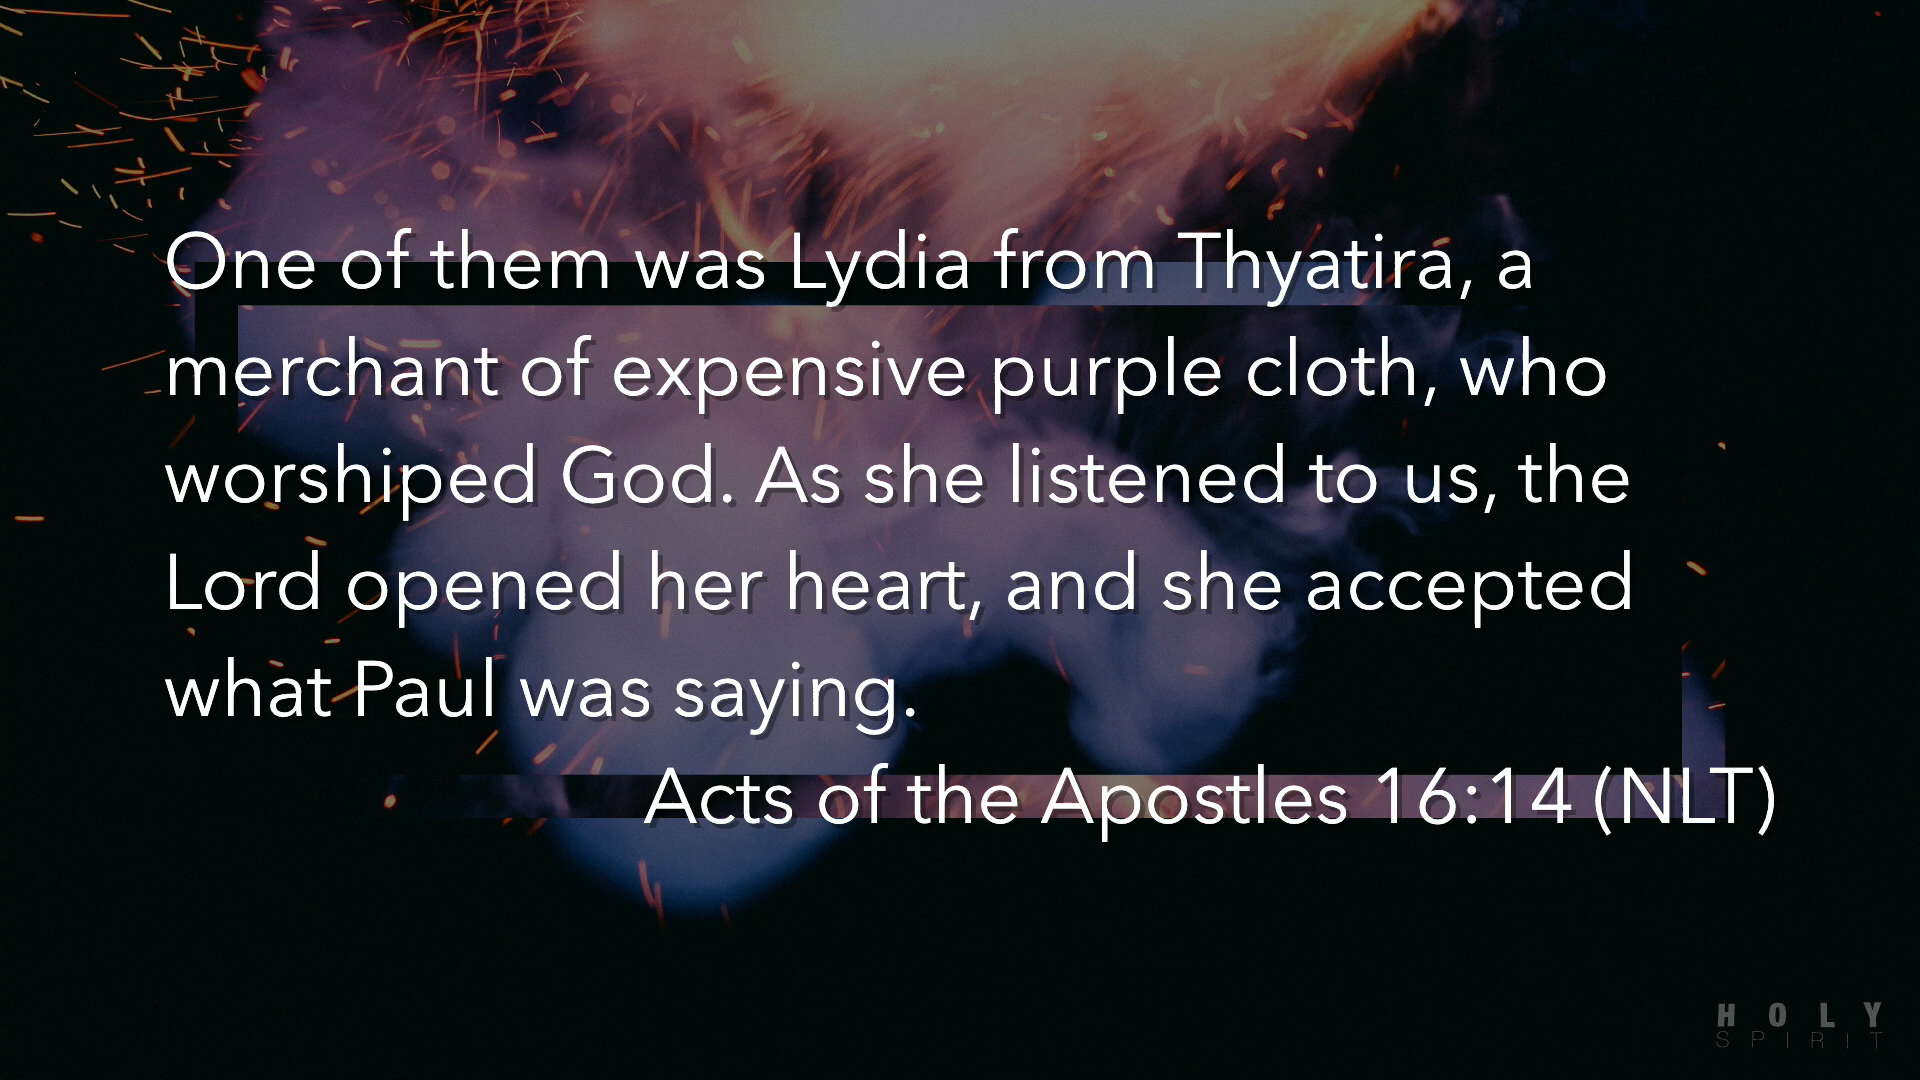 One of them was Lydia from Thyatira, a
merchant of expensive purple cloth, who
worshiped God. As she listened to us, the
Lord opened her heart, and she accepted
what Paul was saying.
Acts of the Apostles 16:14 (NLT)
HOLY
SPIRIT